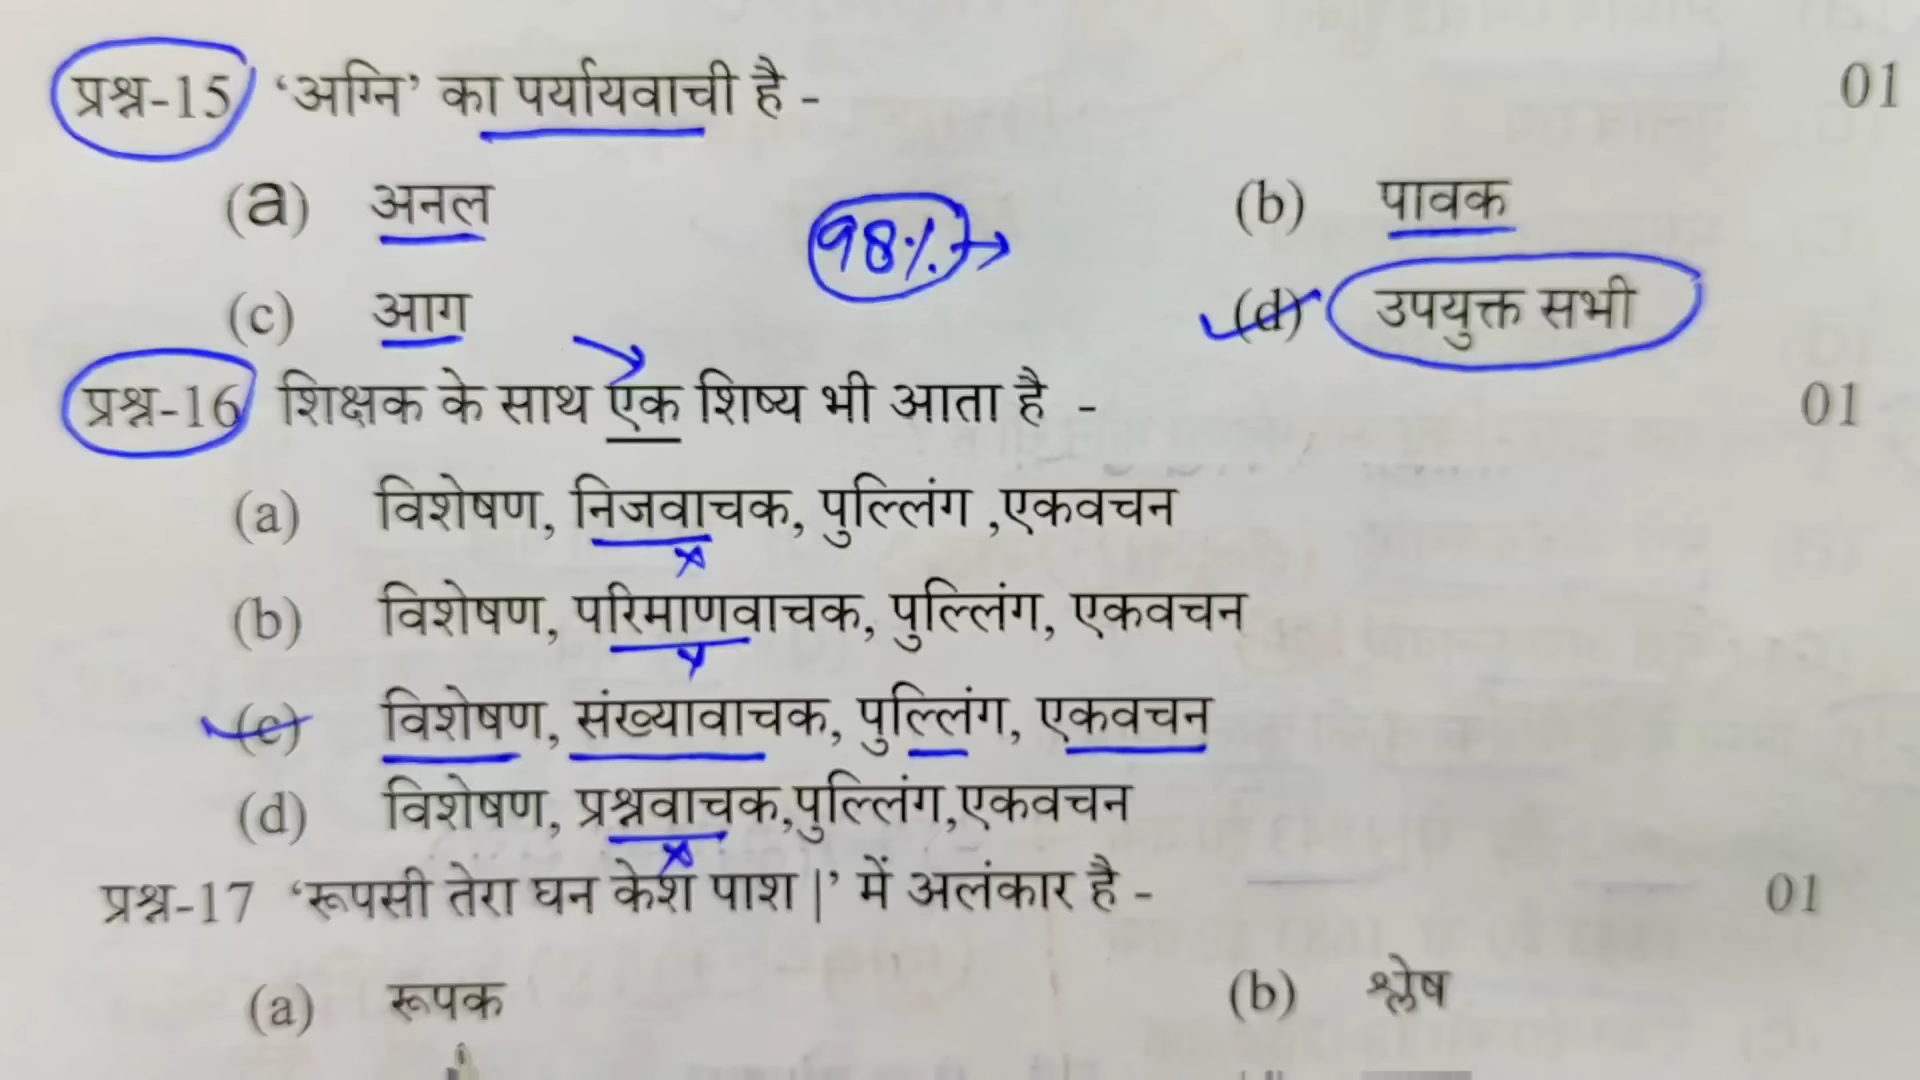 प्रश्न-15 ‘अग्नि’ का पर्यायवाची है - 01
(a) अनल (b) पावक
98%
(c) आग (d) उपयुक्त सभी
प्रश्न-16 शिक्षक के साथ एक शिष्य भी आता है - 01
(a) विशेषण, निजवाचक, पुल्लिंग ,एकवचन
(b) विशेषण, परिमाणवाचक, पुल्लिंग, एकवचन
(c) विशेषण, संख्यावाचक, पुल्लिंग, एकवचन
(d) विशेषण, प्रश्नवाचक,पुल्लिंग,एकवचन
प्रश्न-17 ‘रूपसी तेरा घन केश पाश|’ में अलंकार है - 01
(a) रूपक (b) श्लेष